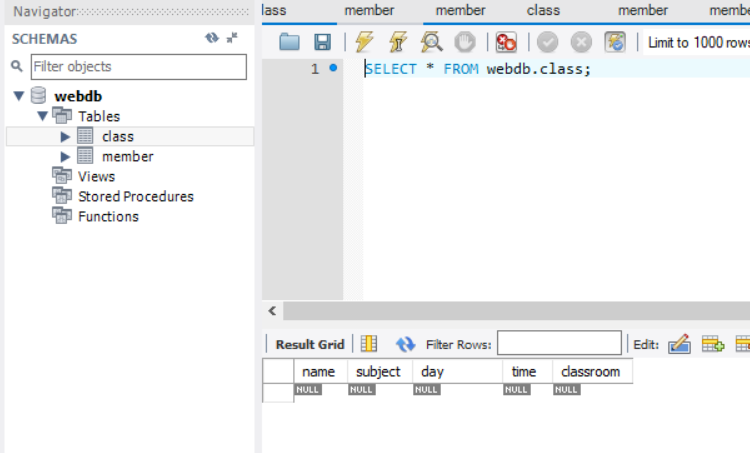 Navigator
SCHEMAS
Filter objects
webdb
Tables
class
member
Views
Stored Procedures
Functions
lass member member class member membe
Limit to 1000 rows
1 SELECT * FROM webdb.class;
Result Grid Filter Rows: Edit:
name subject day time classroom
NULL NULL NULL NULL NULL